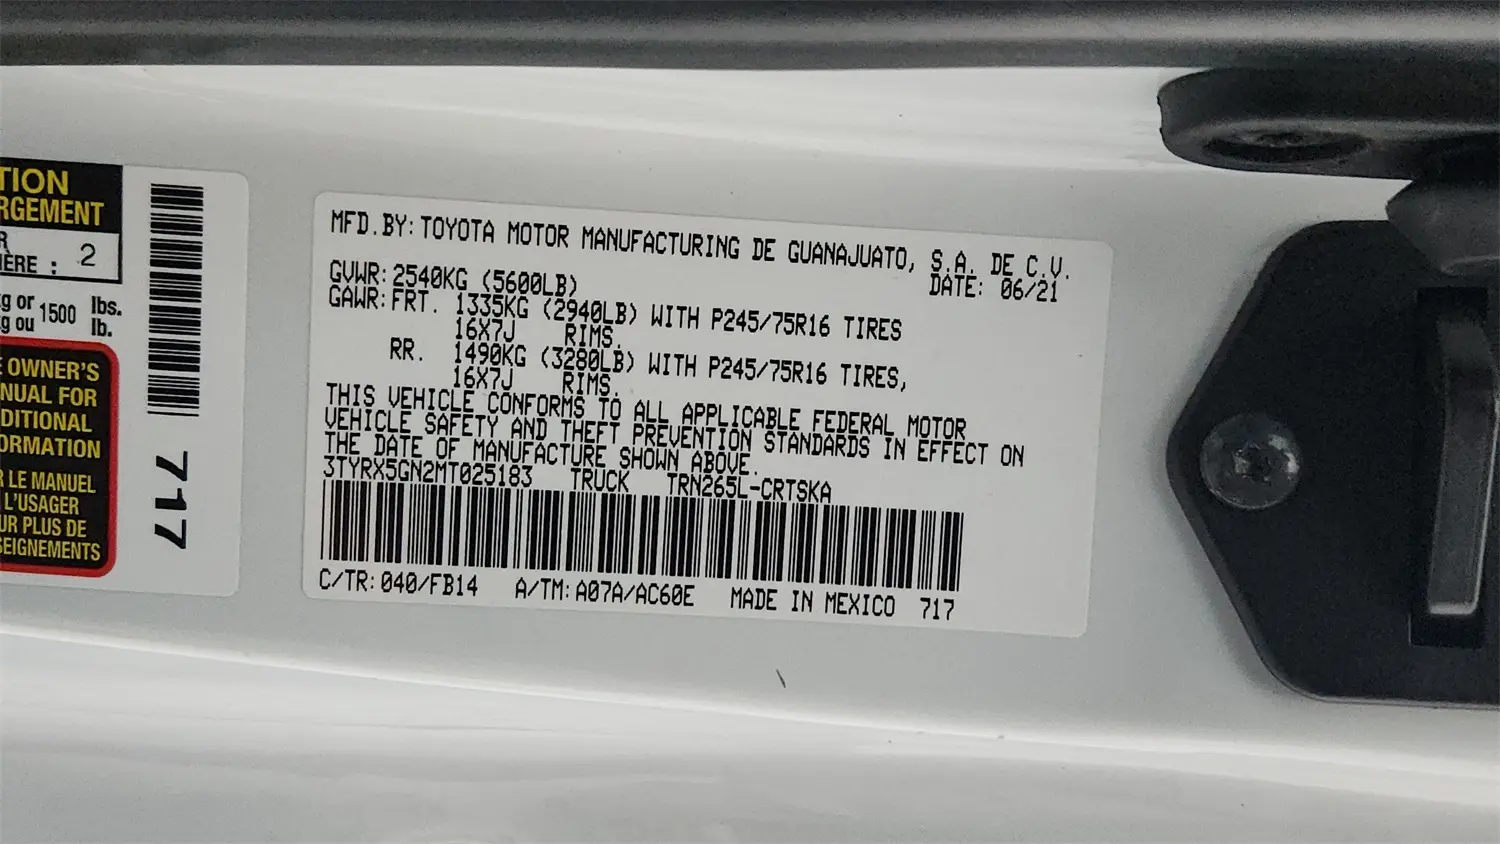 TION
RGEMENT
R
IÈRE : 2
kg or 1500 lbs.
kg ou lb.
OWNER'S
NUAL FOR
DITIONAL
ORMATION
R LE MANUEL
L'USAGER
UR PLUS DE
SEIGNEMENTS
717
MFD.BY: TOYOTA MOTOR MANUFACTURING DE GUANAJUATO, S.A. DE C.V.
GVWR: 2540KG (5600LB) DATE: 06/21
GAWR: FRT. 1335KG (2940LB) WITH P245/75R16 TIRES
16X7J RIMS.
RR. 1490KG (3280LB) WITH P245/75R16 TIRES,
16X7J RIMS.
THIS VEHICLE CONFORMS TO ALL APPLICABLE FEDERAL MOTOR
VEHICLE SAFETY AND THEFT PREVENTION STANDARDS IN EFFECT ON
THE DATE OF MANUFACTURE SHOWN ABOVE.
3TYRX5GN2MT025183 TRUCK TRN265L-CRTSKA
C/TR: 040/FB14 A/TM: A07A/AC60E MADE IN MEXICO 717